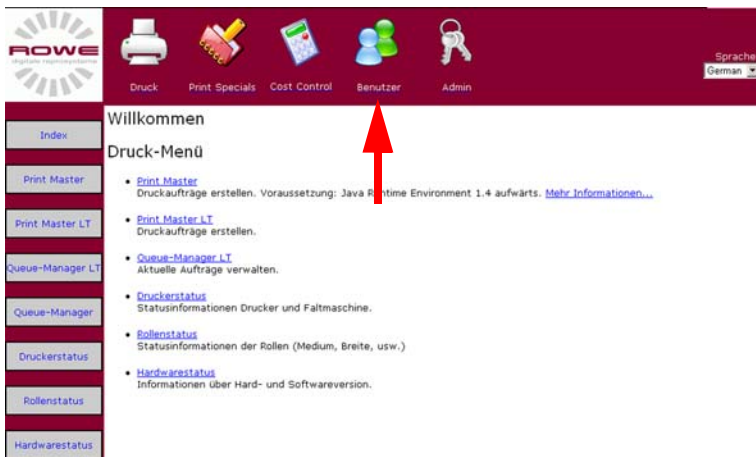 ROWE
digitale reprosysteme
Druck
Print Specials
Cost Control
Benutzer
Admin
Sprache
German
Index
Print Master
Print Master LT
Queue-Manager LT
Queue-Manager
Druckerstatus
Rollenstatus
Hardwarestatus
Willkommen
Druck-Menü
• Print Master
Druckaufträge erstellen. Voraussetzung: Java Runtime Environment 1.4 aufwärts. Mehr Informationen...
• Print Master LT
Druckaufträge erstellen.
• Queue-Manager LT
Aktuelle Aufträge verwalten.
• Druckerstatus
Statusinformationen Drucker und Faltmaschine.
• Rollenstatus
Statusinformationen der Rollen (Medium, Breite, usw.)
• Hardwarestatus
Informationen über Hard- und Softwareversion.